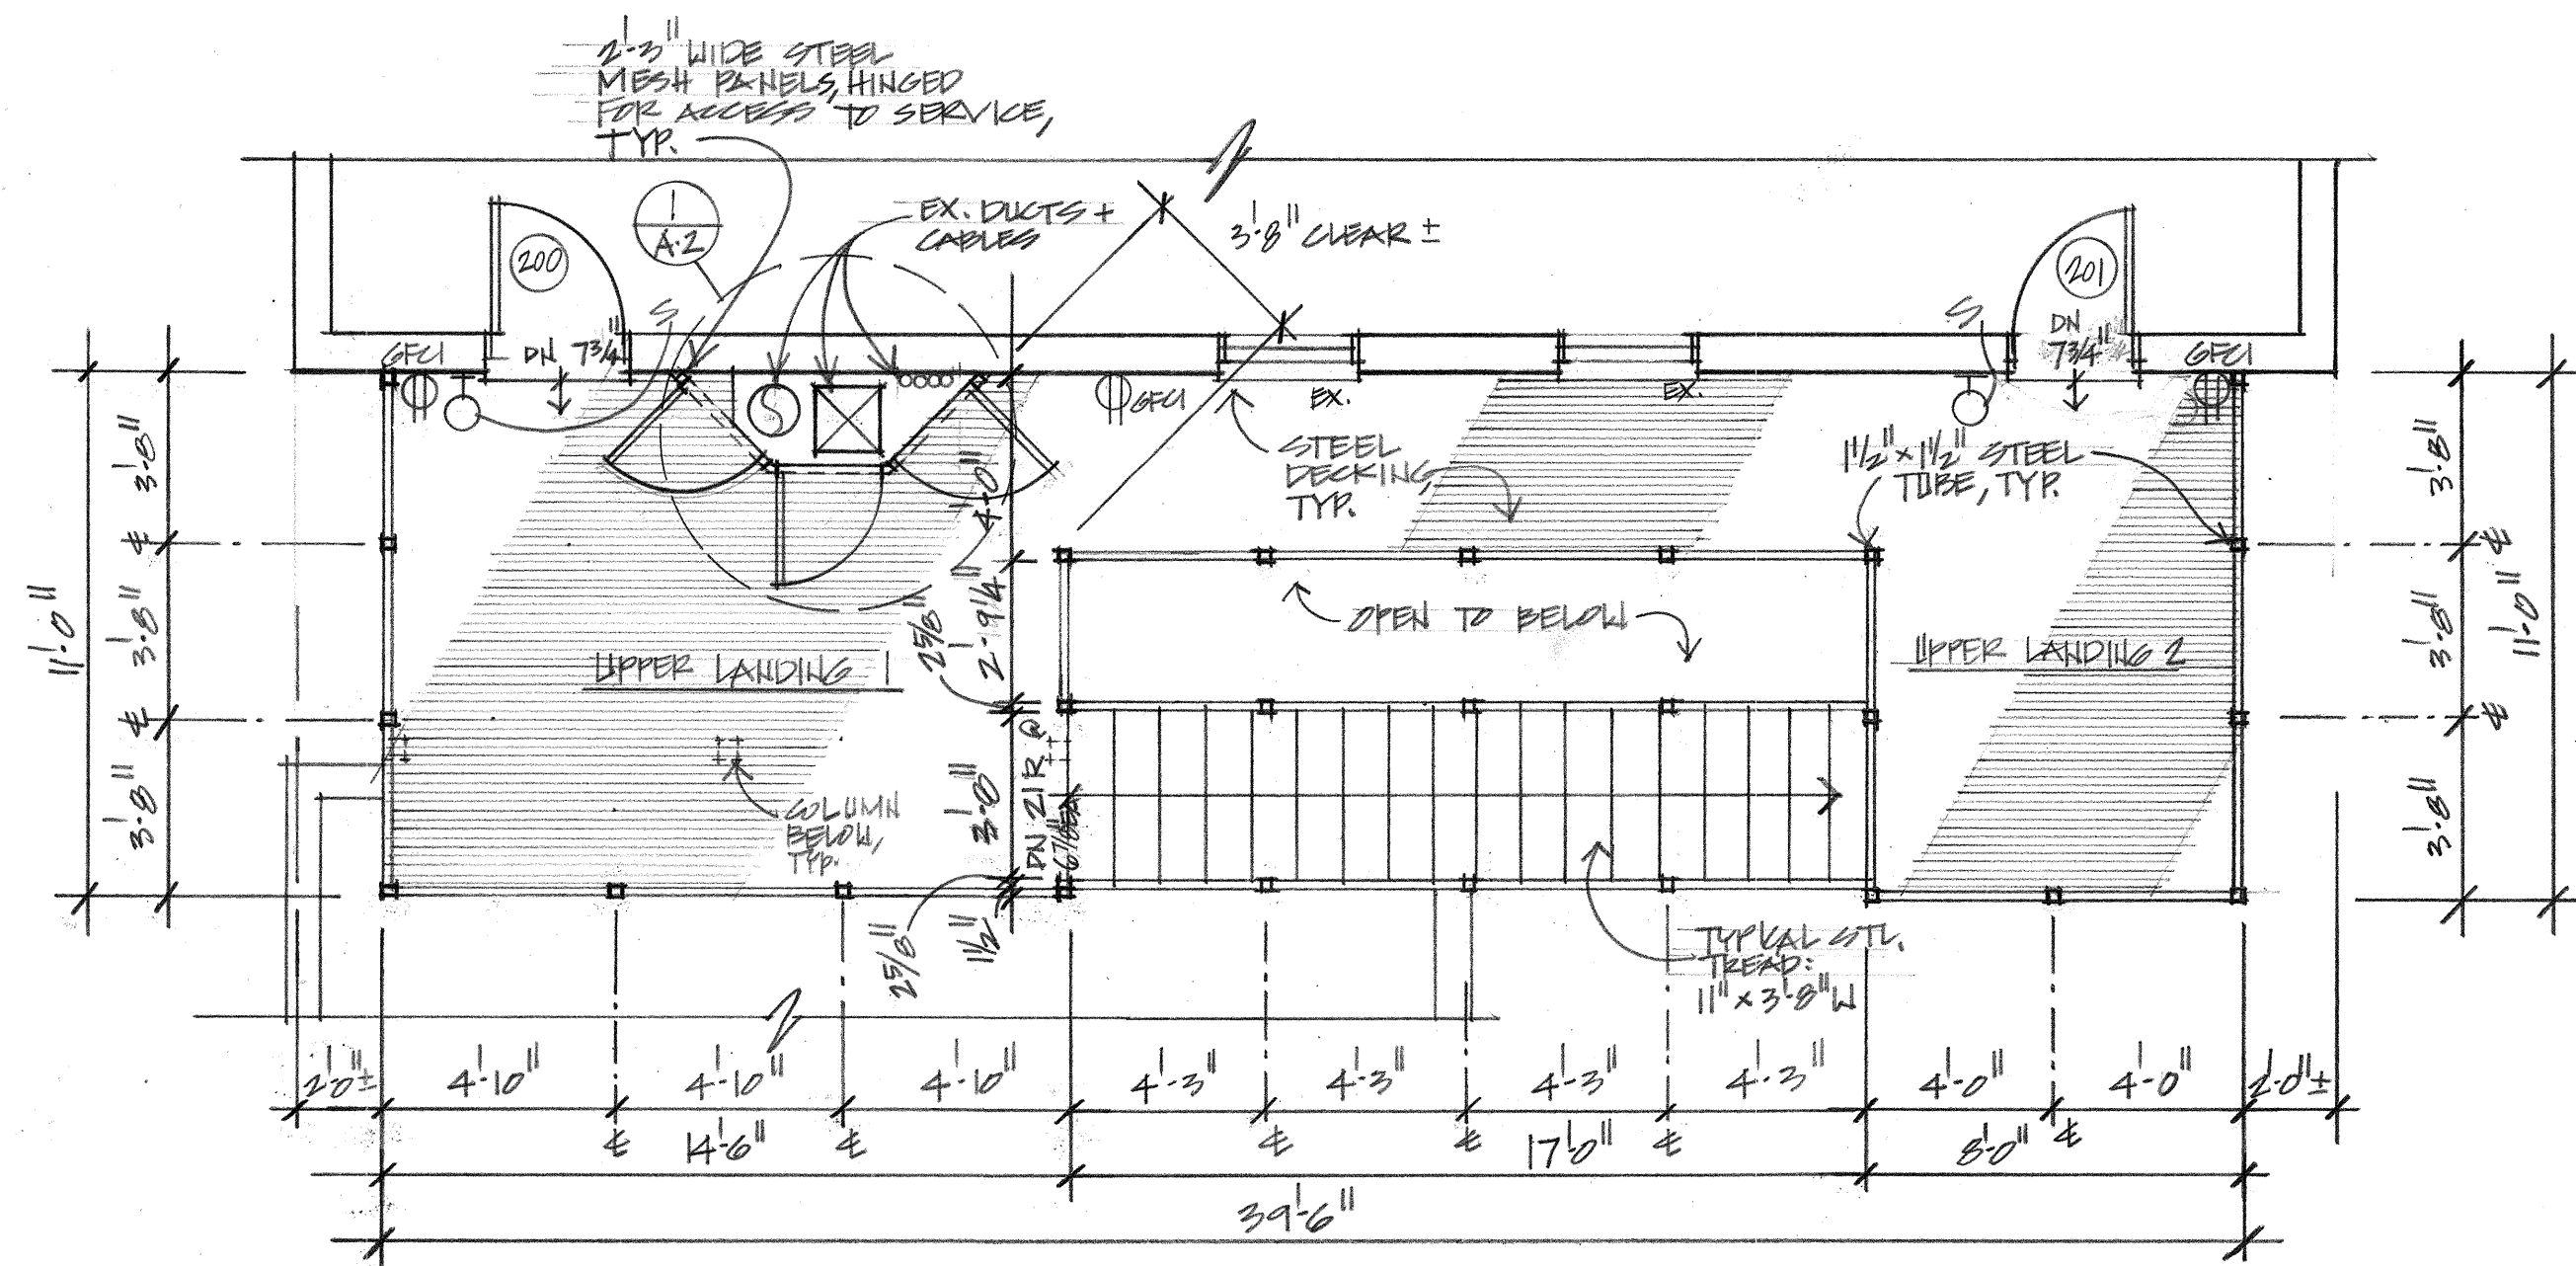 2'-3" WIDE STEEL
MESH PANELS, HINGED
FOR ACCESS TO SERVICE,
TYP.
1
A.2
EX. DUCTS +
CABLES
3'-8" CLEAR ±
200
201
S
S
GFCI
DN 7 3/4"
DN
7 3/4"
GFCI
GFCI
EX.
EX.
STEEL
DECKING,
TYP.
1 1/2" x 1 1/2" STEEL
TUBE, TYP.
3'-8"
℄
3'-8"
℄
3'-8"
11'-0"
4'-0"
2'-9 1/4"
2 5/8"
3'-8"
2 5/8"
1 1/2"
DN 21 R @
6 7/8" EA.
OPEN TO BELOW
UPPER LANDING 1
UPPER LANDING 2
COLUMN
BELOW,
TYP.
TYPICAL STL.
TREAD:
11" x 3'-8" W
3'-8"
℄
3'-8"
℄
3'-8"
11'-0"
2'-0" ± 4'-10" 4'-10" 4'-10" 4'-3" 4'-3" 4'-3" 4'-3" 4'-0" 4'-0" 2'-0" ±
℄ ℄ ℄ ℄ ℄ ℄
14'-6" 17'-0" 8'-0"
39'-6"